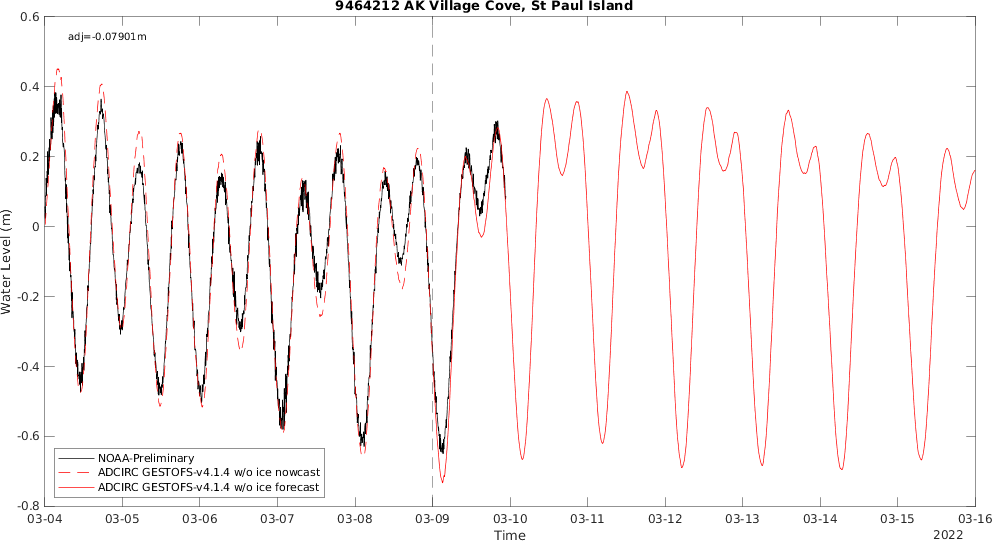 9464212 AK Village Cove, St Paul Island
adj=-0.07901m
0.6
0.4
0.2
0
-0.2
-0.4
-0.6
-0.8
Water Level (m)
NOAA-Preliminary
ADCIRC GESTOFS-v4.1.4 w/o ice nowcast
ADCIRC GESTOFS-v4.1.4 w/o ice forecast
03-04 03-05 03-06 03-07 03-08 03-09 03-10 03-11 03-12 03-13 03-14 03-15 03-16
Time
2022